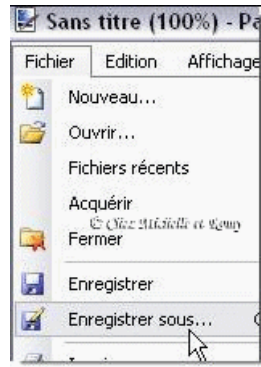 Sans titre (100%) - Pa
Fichier Edition Affichage
Nouveau...
Ouvrir...
Fichiers récents
Acquérir
© Chez Michelle et Romy
Fermer
Enregistrer
Enregistrer sous...